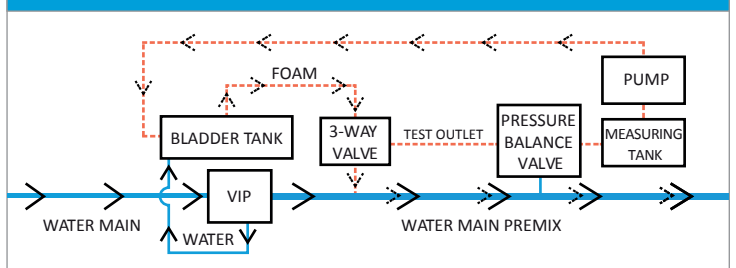 FOAM
PUMP
BLADDER TANK
3-WAY
VALVE
TEST OUTLET
PRESSURE
BALANCE
VALVE
MEASURING
TANK
VIP
WATER MAIN
WATER
WATER MAIN PREMIX